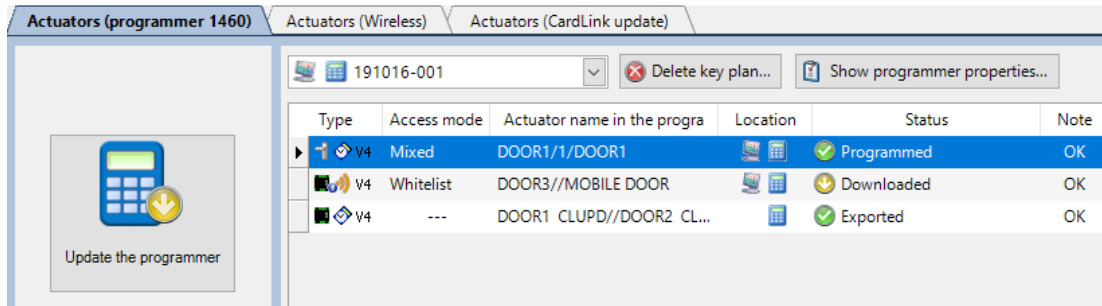 Actuators (programmer 1460) Actuators (Wireless) Actuators (CardLink update)
191016-001 Delete key plan... Show programmer properties...
Type Access mode Actuator name in the progra Location Status Note
V4 Mixed DOOR1/1/DOOR1 Programmed OK
V4 Whitelist DOOR3//MOBILE DOOR Downloaded OK
V4 --- DOOR1 CLUPD//DOOR2 CL... Exported OK
Update the programmer